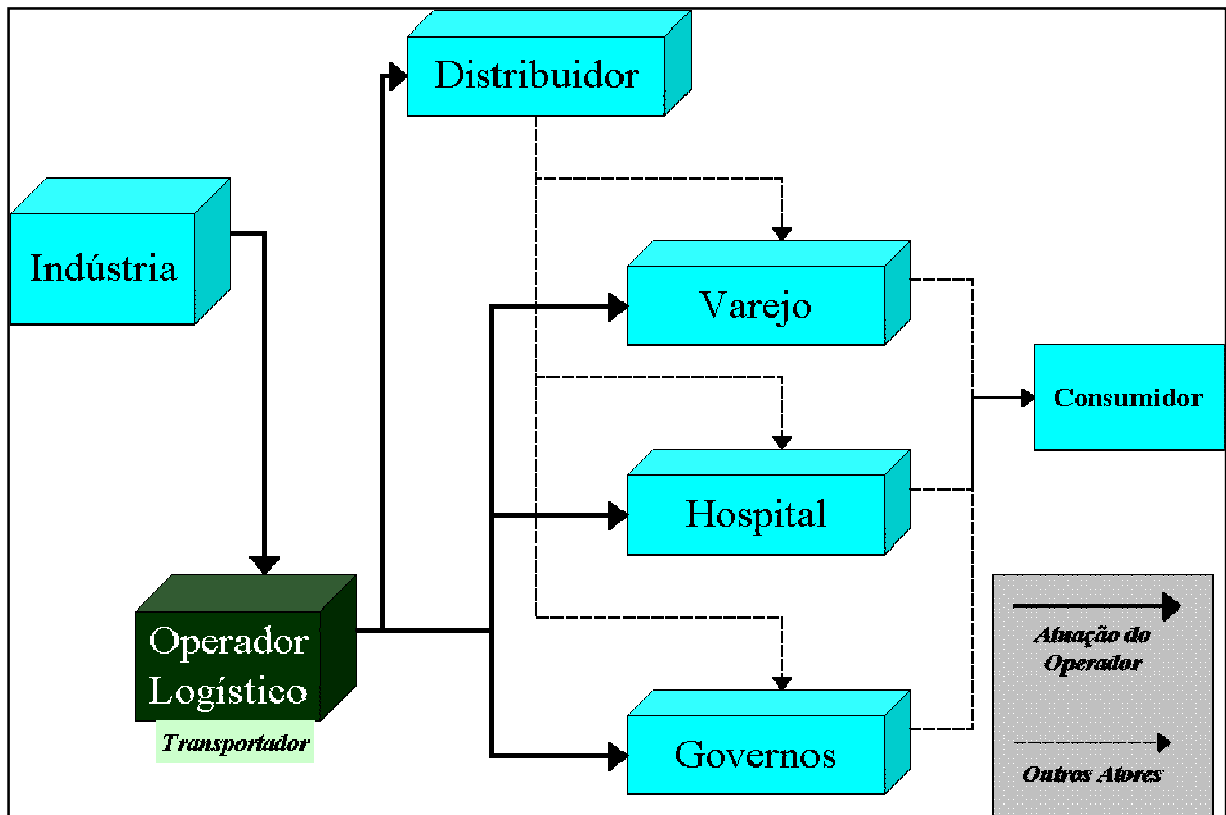 Distribuidor
Indústria
Varejo
Consumidor
Hospital
Operador
Logístico
Transportador
Governos
Atuação do
Operador
Outros Atores